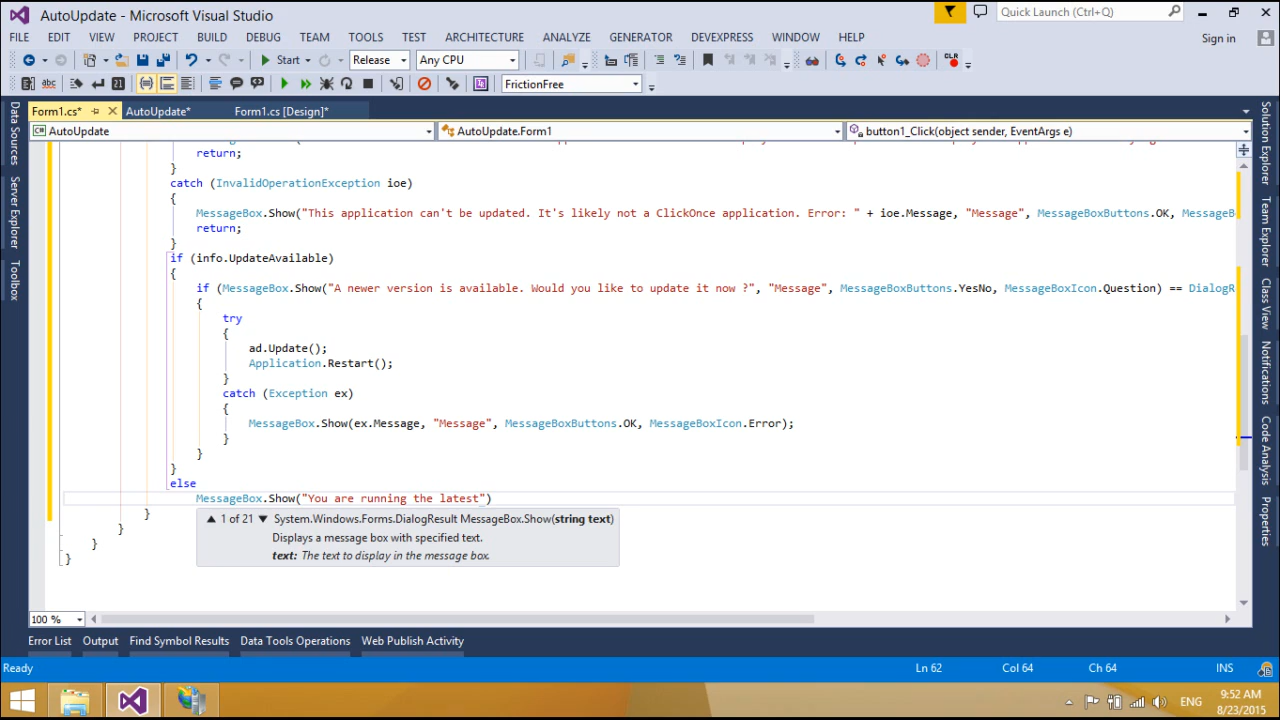 AutoUpdate - Microsoft Visual Studio
Quick Launch (Ctrl+Q)
FILE EDIT VIEW PROJECT BUILD DEBUG TEAM TOOLS TEST ARCHITECTURE ANALYZE GENERATOR DEVEXPRESS WINDOW HELP
Sign in
Start Release Any CPU
FrictionFree
Form1.cs* AutoUpdate* Form1.cs [Design]*
AutoUpdate AutoUpdate.Form1 button1_Click(object sender, EventArgs e)
return;
}
catch (InvalidOperationException ioe)
{
MessageBox.Show("This application can't be updated. It's likely not a ClickOnce application. Error: " + ioe.Message, "Message", MessageBoxButtons.OK, MessageB
return;
}
if (info.UpdateAvailable)
{
if (MessageBox.Show("A newer version is available. Would you like to update it now ?", "Message", MessageBoxButtons.YesNo, MessageBoxIcon.Question) == DialogR
{
try
{
ad.Update();
Application.Restart();
}
catch (Exception ex)
{
MessageBox.Show(ex.Message, "Message", MessageBoxButtons.OK, MessageBoxIcon.Error);
}
}
}
else
MessageBox.Show("You are running the latest")
}
}
}
}
1 of 21 System.Windows.Forms.DialogResult MessageBox.Show(string text)
Displays a message box with specified text.
text: The text to display in the message box.
Data Sources
Server Explorer
Toolbox
Solution Explorer
Team Explorer
Class View
Notifications
Code Analysis
Properties
100 %
Error List Output Find Symbol Results Data Tools Operations Web Publish Activity
Ready Ln 62 Col 64 Ch 64 INS
ENG
9:52 AM
8/23/2015